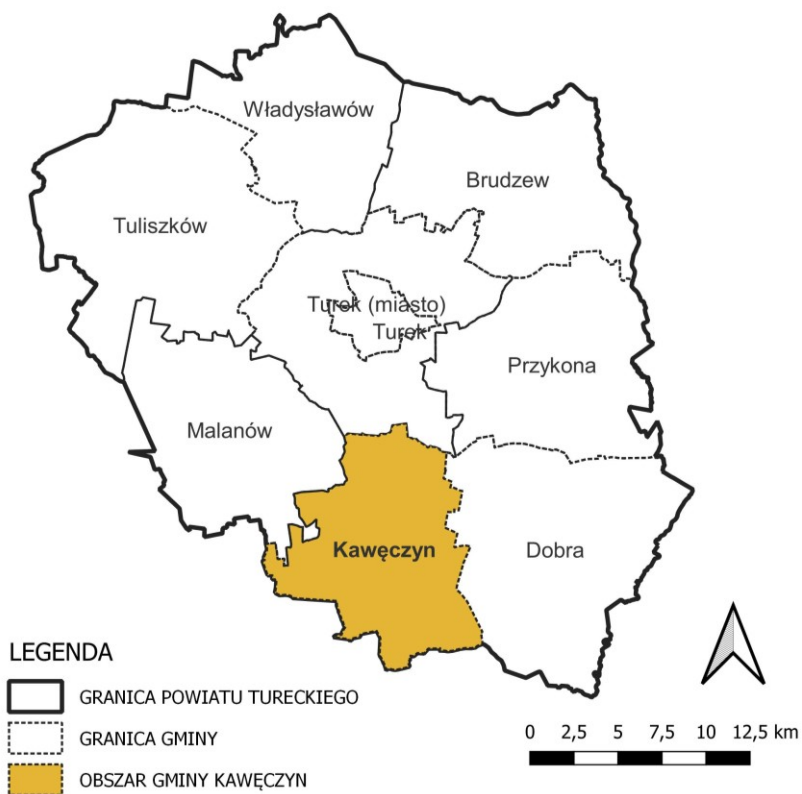 Władysławów
Brudzew
Tuliszków
Turek (miasto)
Turek
Przykona
Malanów
Kawęczyn
Dobra
LEGENDA
GRANICA POWIATU TURECKIEGO
GRANICA GMINY
OBSZAR GMINY KAWĘCZYN
0 2,5 5 7,5 10 12,5 km